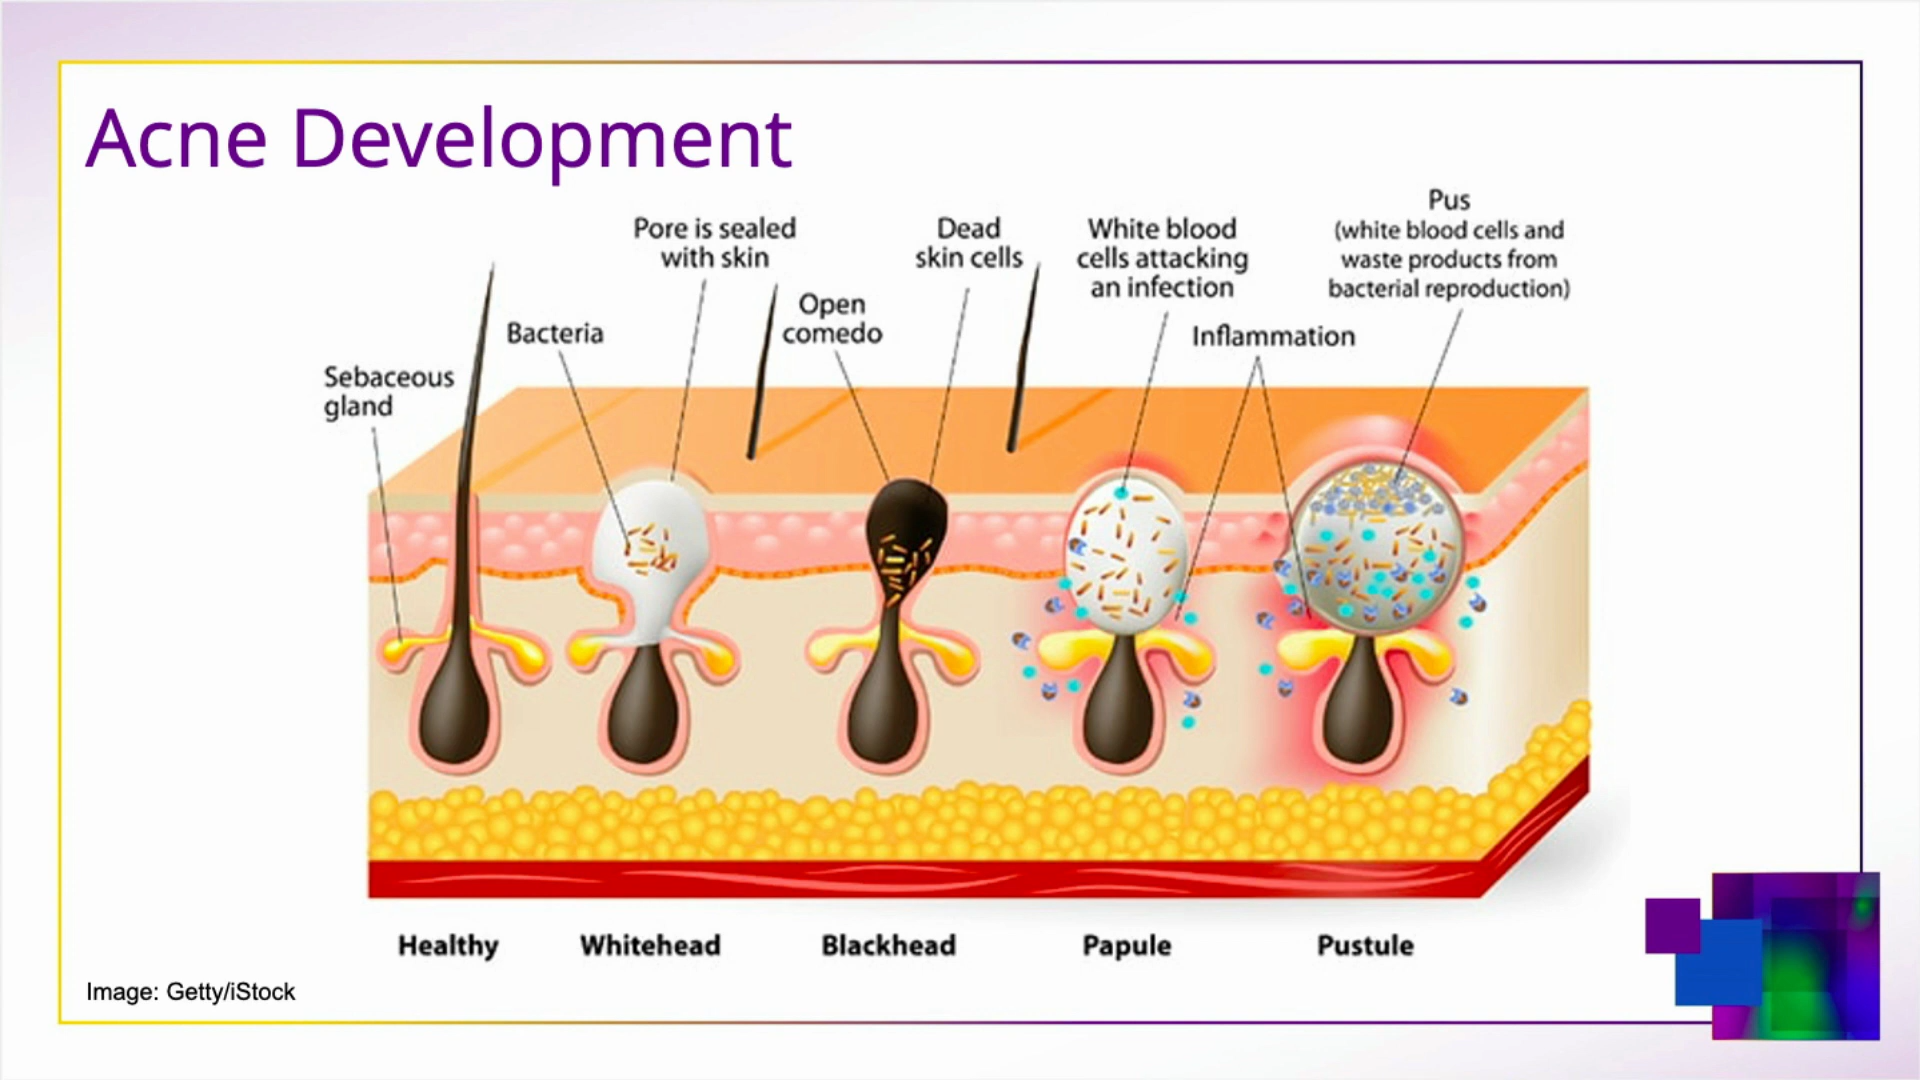 Acne Development
Pore is sealed
with skin
Dead
skin cells
White blood
cells attacking
an infection
Pus
(white blood cells and
waste products from
bacterial reproduction)
Open
comedo
Bacteria
Inflammation
Sebaceous
gland
Healthy
Whitehead
Blackhead
Papule
Pustule
Image: Getty/iStock